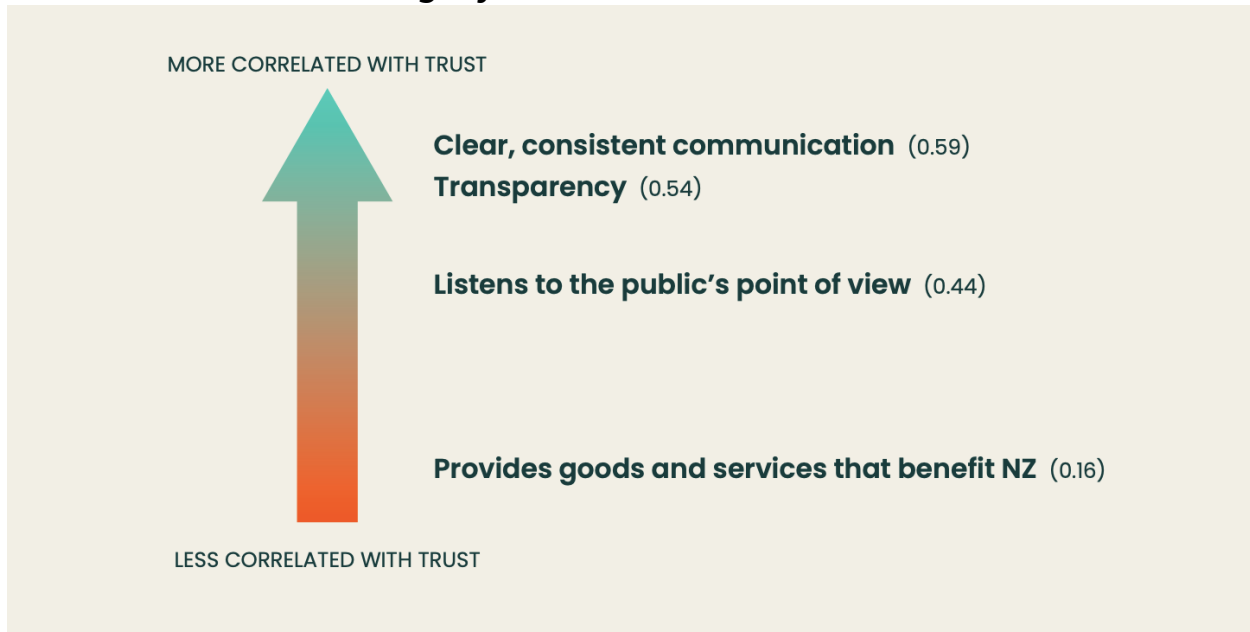 MORE CORRELATED WITH TRUST
Clear, consistent communication (0.59)
Transparency (0.54)
Listens to the public’s point of view (0.44)
Provides goods and services that benefit NZ (0.16)
LESS CORRELATED WITH TRUST